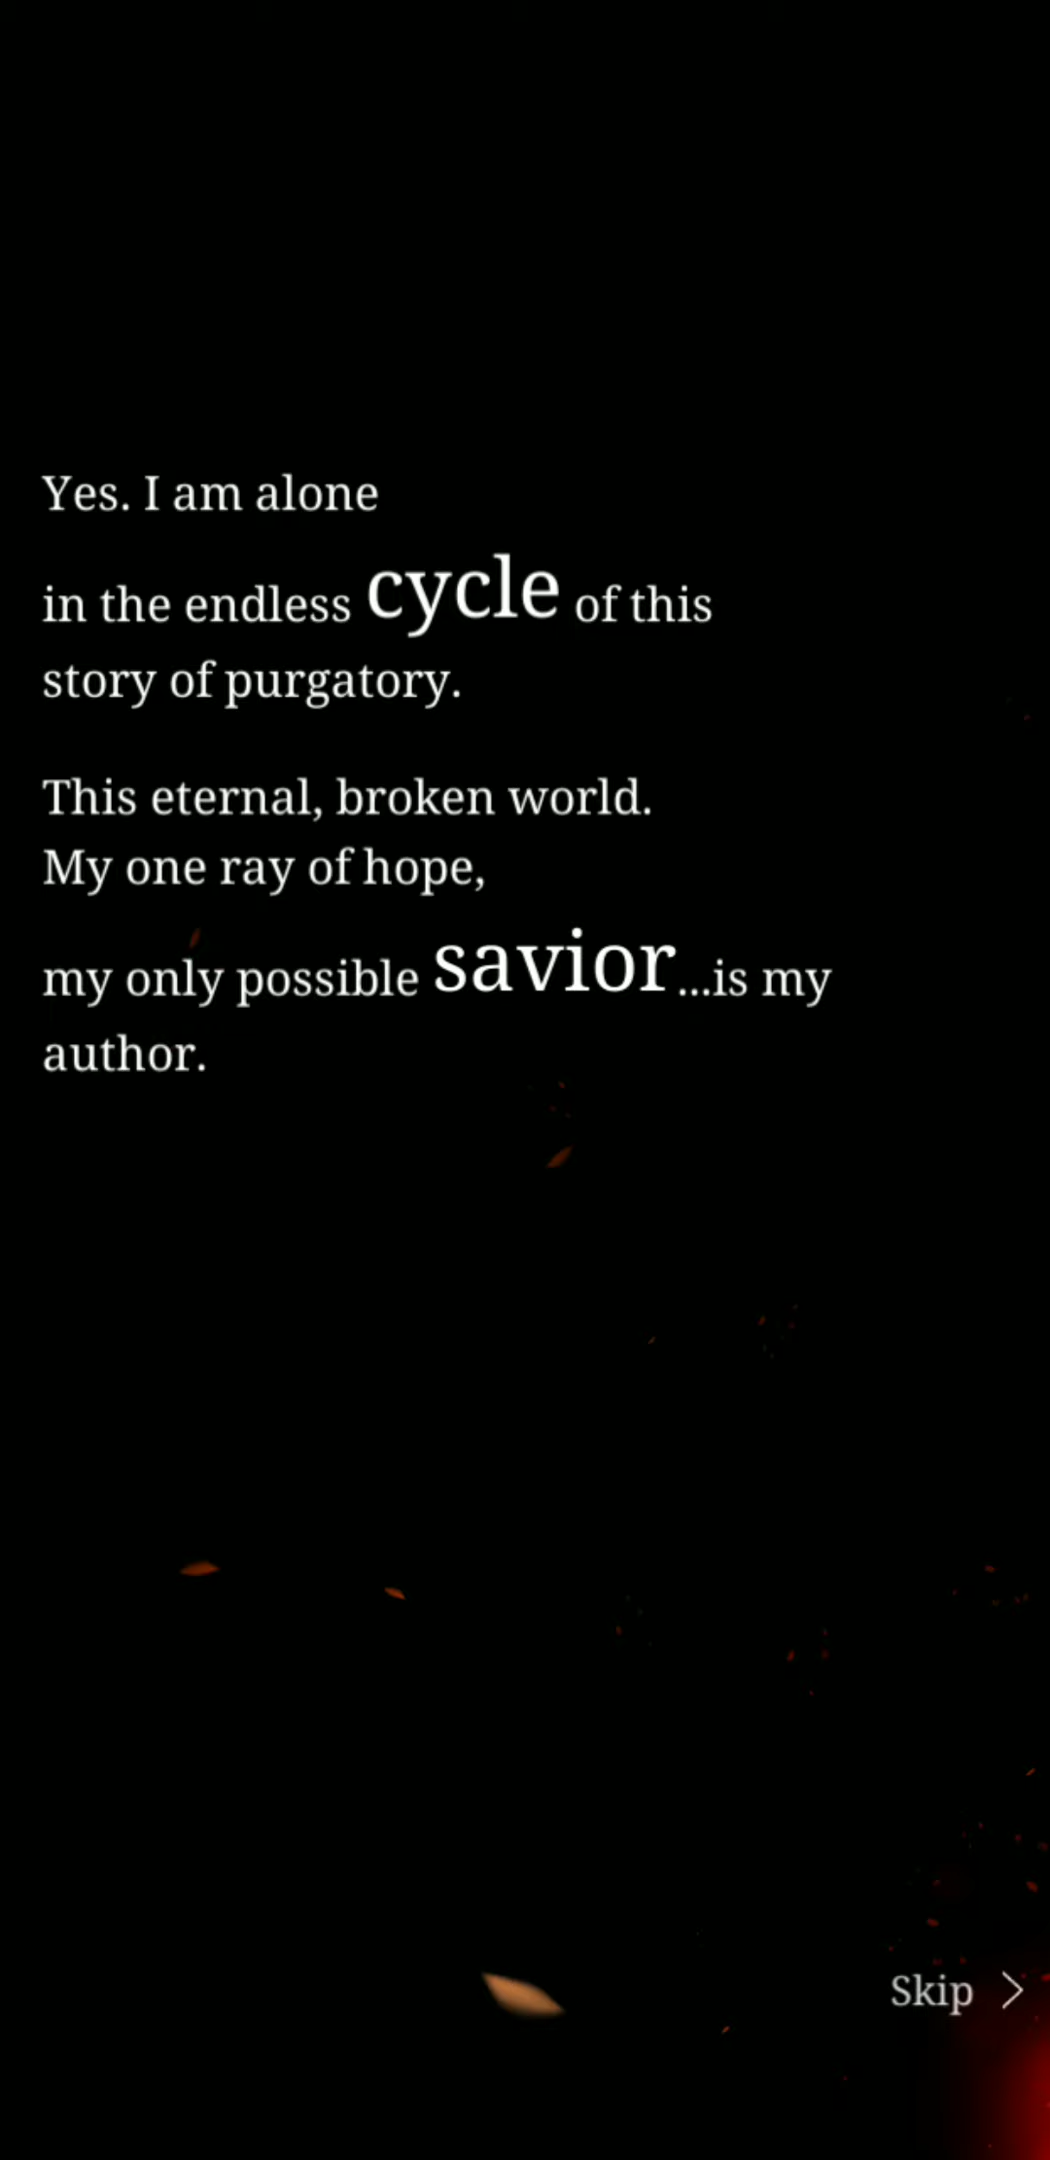 Yes. I am alone
in the endless cycle of this
story of purgatory.
This eternal, broken world.
My one ray of hope,
my only possible savior...is my
author.
Skip